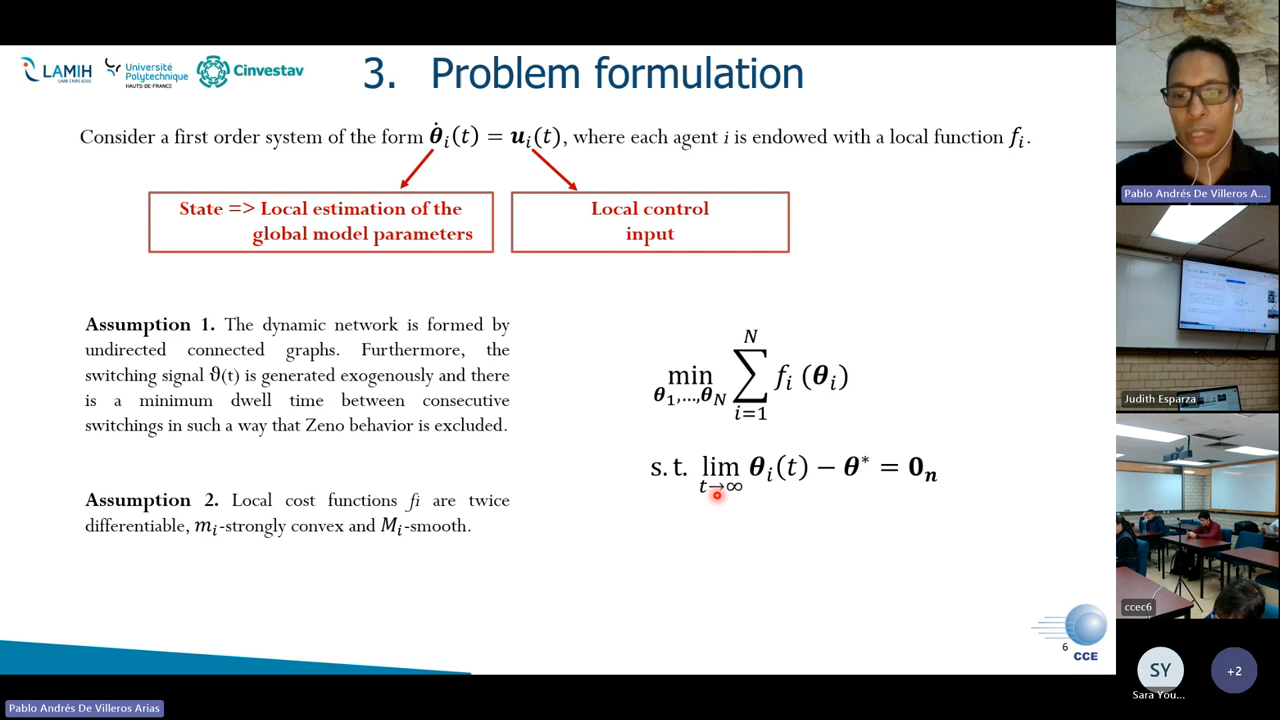 LAMIH
UMR CNRS 8201
Université
Polytechnique
HAUTS-DE-FRANCE
Cinvestav
3. Problem formulation
Consider a first order system of the form θ̇ᵢ(t) = uᵢ(t), where each agent i is endowed with a local function fᵢ.
State => Local estimation of the
global model parameters
Local control
input
Assumption 1. The dynamic network is formed by
undirected connected graphs. Furthermore, the
switching signal ϑ(t) is generated exogenously and there
is a minimum dwell time between consecutive
switchings in such a way that Zeno behavior is excluded.
Assumption 2. Local cost functions fi are twice
differentiable, mᵢ-strongly convex and Mᵢ-smooth.
N
min ∑ fᵢ (θᵢ)
θ₁,…,θN i=1
s.t. lim θᵢ(t) − θ* = 0ₙ
t→∞
6
CCE
Pablo Andrés De Villeros A...
Judith Esparza
ccec6
SY
Sara You...
+2
Pablo Andrés De Villeros Arias